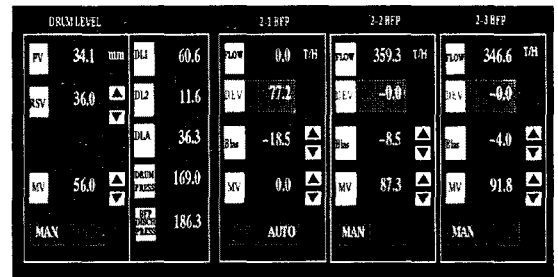 DRUM LEVEL
2-1 BFP
2-2 BFP
2-3 BFP
PV 34.1 mm
RSV 36.0
MV 56.0
MAN
DL1 60.6
DL2 11.6
DLA 36.3
DRUM PRESS 169.0
BFP DISCH PRESS 186.3
FLOW 0.0 T/H
DEV 77.2
Bias -18.5
MV 0.0
AUTO
FLOW 359.3 T/H
DEV -0.0
Bias -8.5
MV 87.3
MAN
FLOW 346.6 T/H
DEV -0.0
Bias -4.0
MV 91.8
MAN